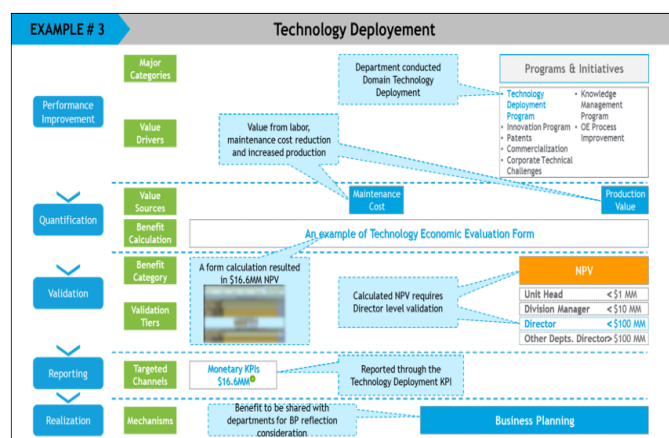 EXAMPLE # 3
Technology Deployement
Performance
Improvement
Major
Categories
Department conducted
Domain Technology
Deployment
Programs & Initiatives
• Technology
Deployment
Program
• Innovation Program
• Patents
• Commercialization
• Corporate Technical
Challenges
• Knowledge
Management
Program
• OE Process
Improvement
Value
Drivers
Value from labor,
maintenance cost reduction
and increased production
Quantification
Value
Sources
Maintenance
Cost
Production
Value
Benefit
Calculation
An example of Technology Economic Evaluation Form
Validation
Benefit
Category
A form calculation resulted
in $16.6MM NPV
NPV
Calculated NPV requires
Director level validation
Validation
Tiers
Unit Head < $1 MM
Division Manager < $10 MM
Director < $100 MM
Other Depts. Director > $100 MM
Reporting
Targeted
Channels
Monetary KPIs
$16.6MM
Reported through the
Technology Deployment KPI
Realization
Mechanisms
Benefit to be shared with
departments for BP reflection
consideration
Business Planning